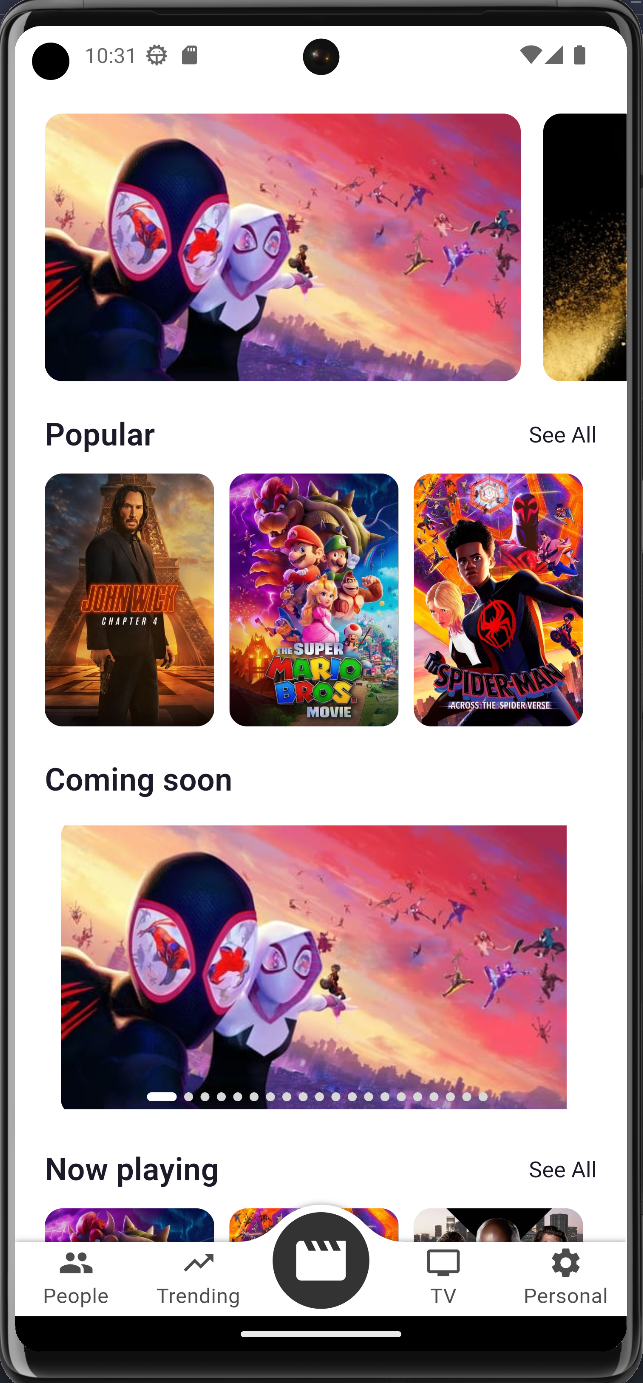 10:31
Popular
See All
JOHN WICK
CHAPTER 4
THE SUPER
MARIO
BROS.
MOVIE
SPIDER-MAN
ACROSS THE SPIDER-VERSE
Coming soon
Now playing
See All
People
Trending
TV
Personal